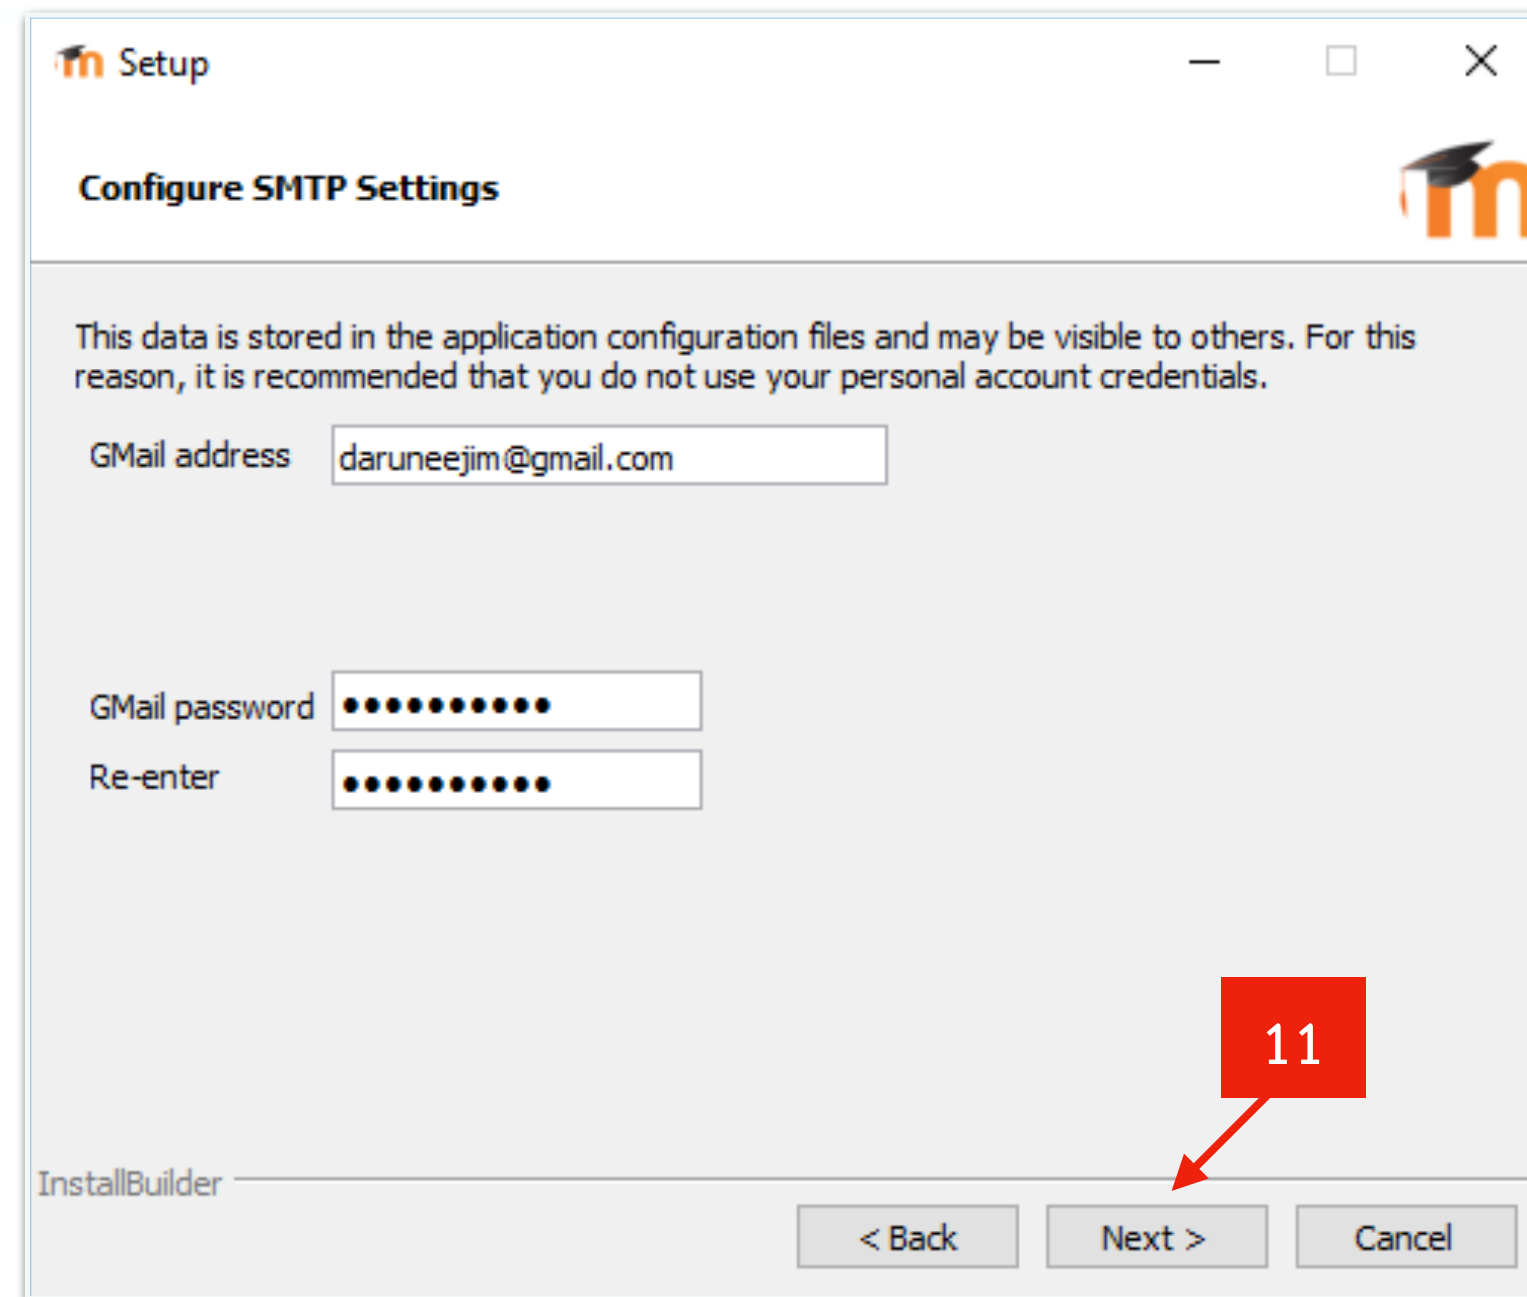 Setup
Configure SMTP Settings
This data is stored in the application configuration files and may be visible to others. For this
reason, it is recommended that you do not use your personal account credentials.
GMail address daruneejim@gmail.com
GMail password ●●●●●●●●●●
Re-enter ●●●●●●●●●●
11
InstallBuilder
< Back Next > Cancel